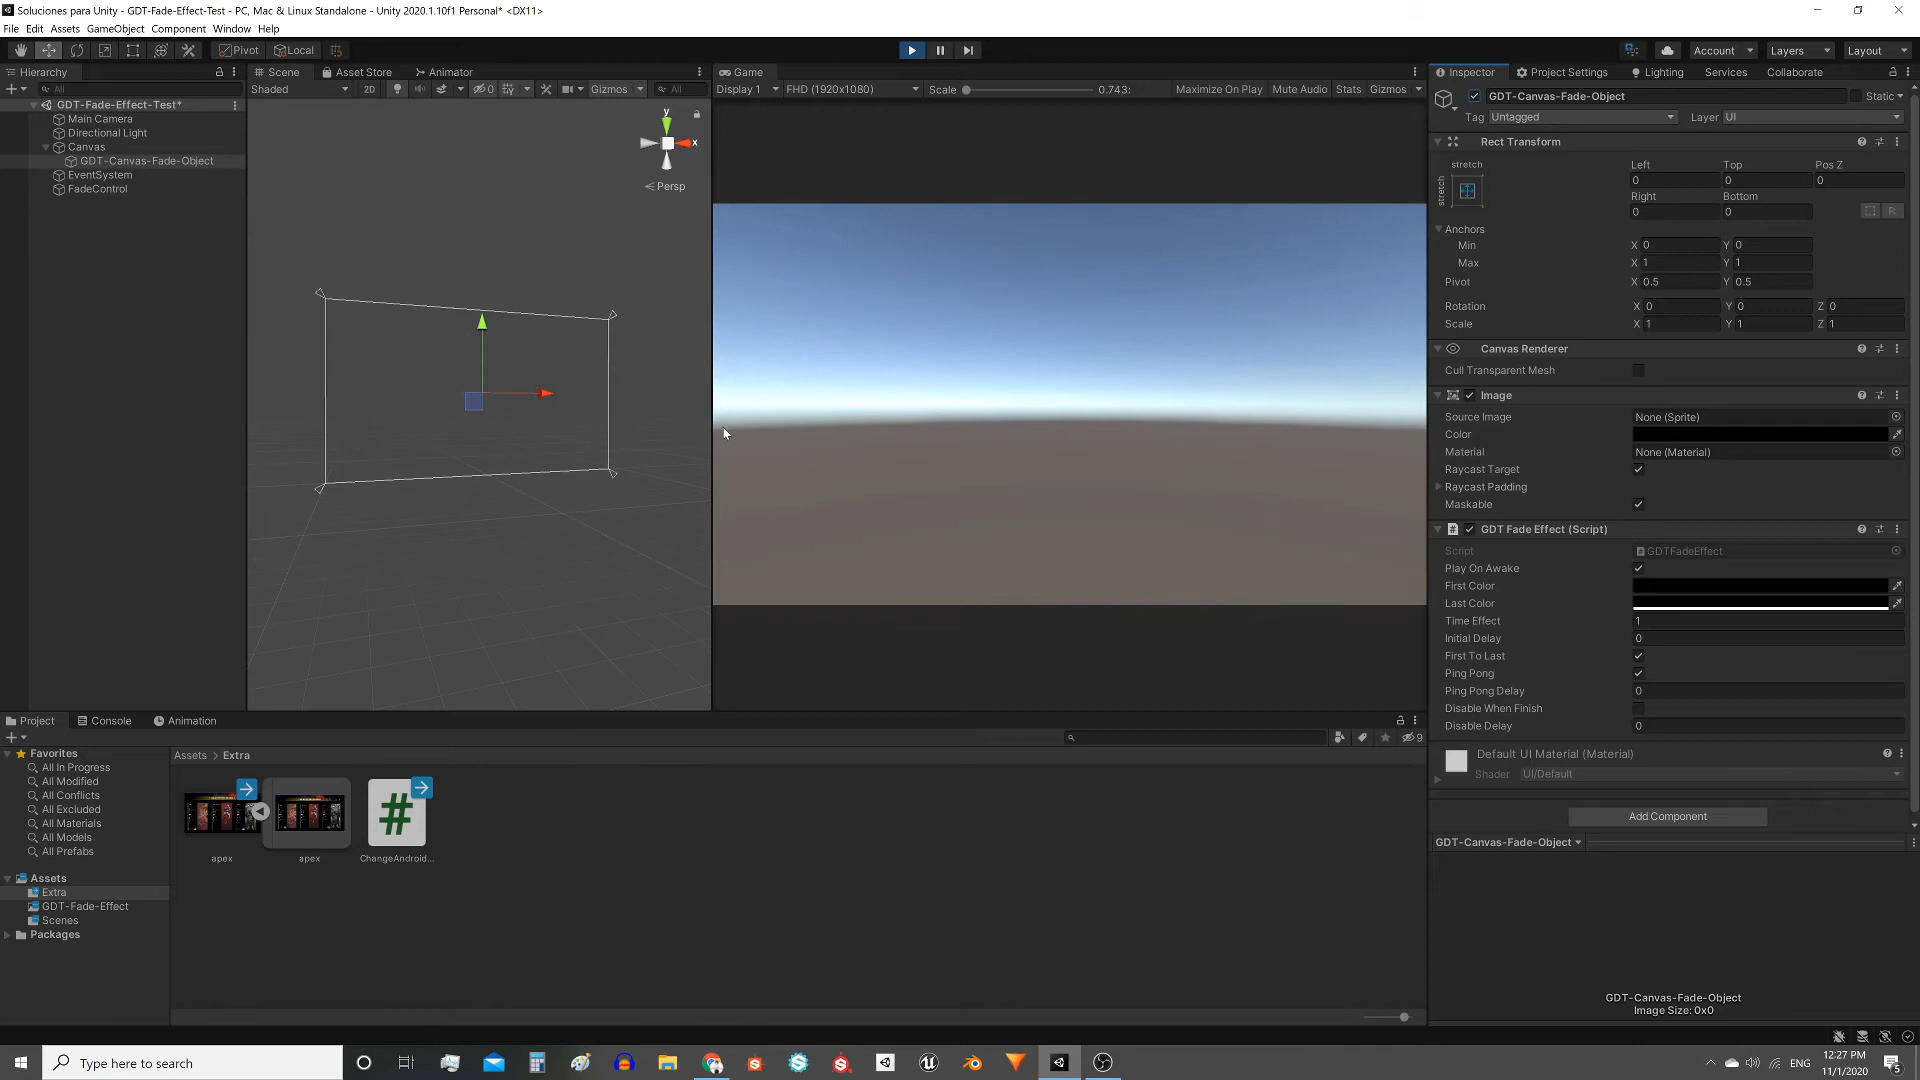 Soluciones para Unity - GDT-Fade-Effect-Test - PC, Mac & Linux Standalone - Unity 2020.1.10f1 Personal* <DX11>
File Edit Assets GameObject Component Window Help
Pivot Local Account Layers Layout
Hierarchy
All
GDT-Fade-Effect-Test*
Main Camera
Directional Light
Canvas
GDT-Canvas-Fade-Object
EventSystem
FadeControl
Scene Asset Store Animator
Shaded 2D 0 Gizmos All
y
x
Persp
Game
Display 1 FHD (1920x1080) Scale 0.743: Maximize On Play Mute Audio Stats Gizmos
Inspector Project Settings Lighting Services Collaborate
GDT-Canvas-Fade-Object Static
Tag Untagged Layer UI
Rect Transform
stretch Left Top Pos Z
stretch 0 0 0
Right Bottom
0 0 R
Anchors
Min X 0 Y 0
Max X 1 Y 1
Pivot X 0.5 Y 0.5
Rotation X 0 Y 0 Z 0
Scale X 1 Y 1 Z 1
Canvas Renderer
Cull Transparent Mesh
Image
Source Image None (Sprite)
Color
Material None (Material)
Raycast Target
Raycast Padding
Maskable
# GDT Fade Effect (Script)
Script GDTFadeEffect
Play On Awake
First Color
Last Color
Time Effect 1
Initial Delay 0
First To Last
Ping Pong
Ping Pong Delay 0
Disable When Finish
Disable Delay 0
Default UI Material (Material)
Shader UI/Default
Add Component
GDT-Canvas-Fade-Object
GDT-Canvas-Fade-Object
Image Size: 0x0
Project Console Animation
9
Favorites
All In Progress
All Modified
All Conflicts
All Excluded
All Materials
All Models
All Prefabs
Assets
Extra
GDT-Fade-Effect
Scenes
Packages
Assets > Extra
#
apex apex ChangeAndroid...
Type here to search
ENG
12:27 PM
11/1/2020
5